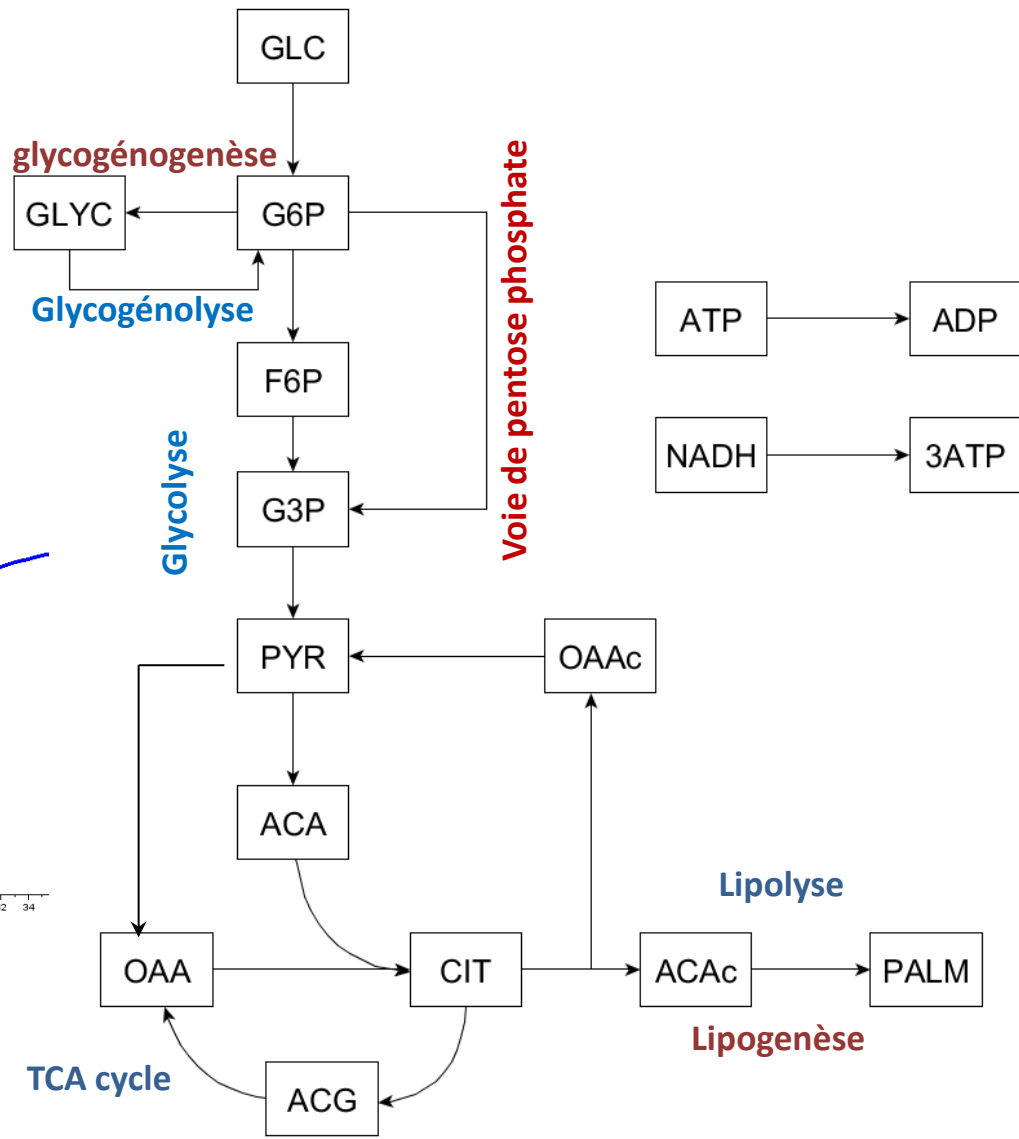 GLC
glycogénogenèse
GLYC
G6P
Glycogénolyse
Voie de pentose phosphate
ATP
ADP
F6P
NADH
3ATP
Glycolyse
G3P
PYR
OAAc
ACA
34
Lipolyse
OAA
CIT
ACAc
PALM
Lipogenèse
TCA cycle
ACG